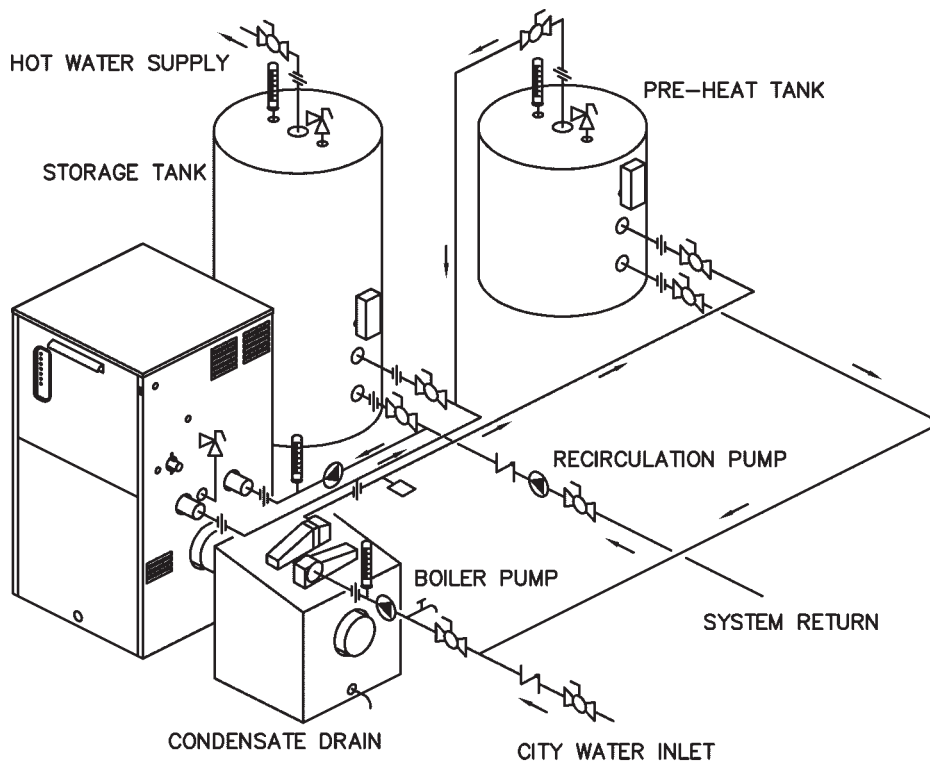 HOT WATER SUPPLY
PRE-HEAT TANK
STORAGE TANK
RECIRCULATION PUMP
BOILER PUMP
SYSTEM RETURN
CONDENSATE DRAIN
CITY WATER INLET